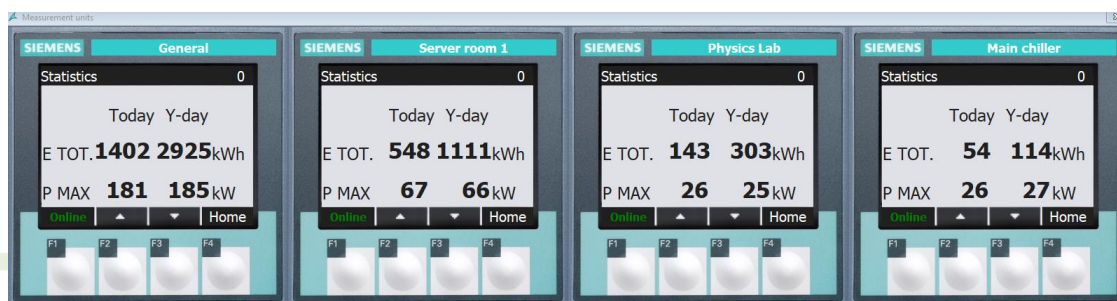 Measurement units
SIEMENS General
Statistics 0
Today Y-day
E TOT. 1402 2925 kWh
P MAX 181 185 kW
Online Home
F1 F2 F3 F4
SIEMENS Server room 1
Statistics 0
Today Y-day
E TOT. 548 1111 kWh
P MAX 67 66 kW
Online Home
F1 F2 F3 F4
SIEMENS Physics Lab
Statistics 0
Today Y-day
E TOT. 143 303 kWh
P MAX 26 25 kW
Online Home
F1 F2 F3 F4
SIEMENS Main chiller
Statistics 0
Today Y-day
E TOT. 54 114 kWh
P MAX 26 27 kW
Online Home
F1 F2 F3 F4